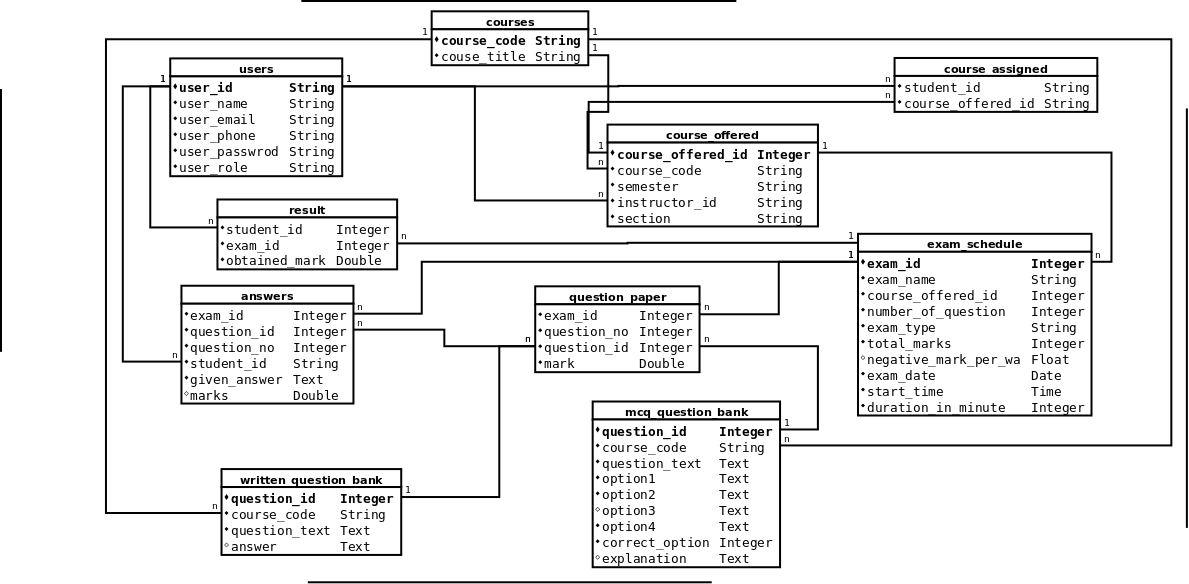 courses
course_code String
couse_title String
1
1
1
users
user_id String
user_name String
user_email String
user_phone String
user_passwrod String
user_role String
1
1
course_assigned
student_id String
course_offered_id String
n
n
course_offered
course_offered_id Integer
course_code String
semester String
instructor_id String
section String
1
n
n
1
result
student_id Integer
exam_id Integer
obtained_mark Double
n
n
exam_schedule
exam_id Integer
exam_name String
course_offered_id Integer
number_of_question Integer
exam_type String
total_marks Integer
negative_mark_per_wa Float
exam_date Date
start_time Time
duration_in_minute Integer
1
1
n
answers
exam_id Integer
question_id Integer
question_no Integer
student_id String
given_answer Text
marks Double
n
n
n
question_paper
exam_id Integer
question_no Integer
question_id Integer
mark Double
n
n
n
mcq_question_bank
question_id Integer
course_code String
question_text Text
option1 Text
option2 Text
option3 Text
option4 Text
correct_option Integer
explanation Text
1
n
written_question_bank
question_id Integer
course_code String
question_text Text
answer Text
1
n